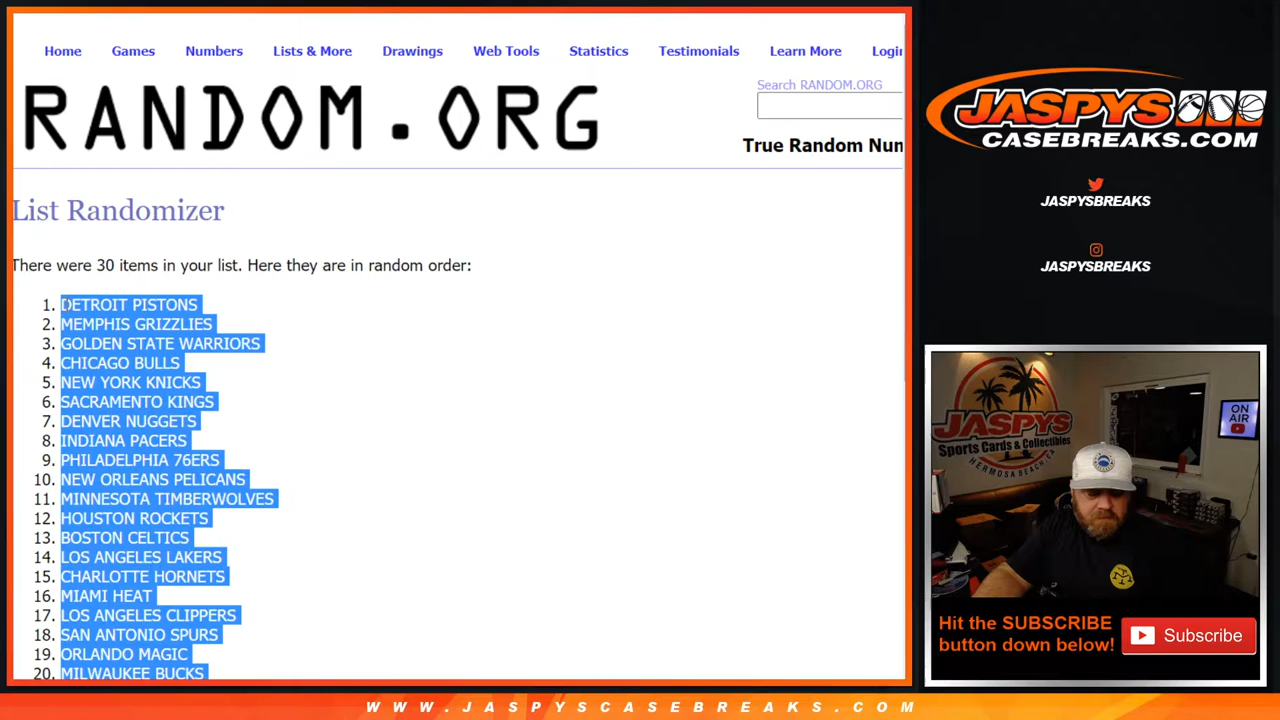 Home Games Numbers Lists & More Drawings Web Tools Statistics Testimonials Learn More Login
RANDOM.ORG
Search RANDOM.ORG
True Random Num
List Randomizer
There were 30 items in your list. Here they are in random order:
1. DETROIT PISTONS
2. MEMPHIS GRIZZLIES
3. GOLDEN STATE WARRIORS
4. CHICAGO BULLS
5. NEW YORK KNICKS
6. SACRAMENTO KINGS
7. DENVER NUGGETS
8. INDIANA PACERS
9. PHILADELPHIA 76ERS
10. NEW ORLEANS PELICANS
11. MINNESOTA TIMBERWOLVES
12. HOUSTON ROCKETS
13. BOSTON CELTICS
14. LOS ANGELES LAKERS
15. CHARLOTTE HORNETS
16. MIAMI HEAT
17. LOS ANGELES CLIPPERS
18. SAN ANTONIO SPURS
19. ORLANDO MAGIC
20. MILWAUKEE BUCKS
JASPYS
CASEBREAKS.COM
JASPYSBREAKS
JASPYSBREAKS
JASPYS
Sports Cards & Collectibles
HERMOSA BEACH, CA
ON AIR
Hit the SUBSCRIBE
button down below!
Subscribe
WWW.JASPYSCASEBREAKS.COM